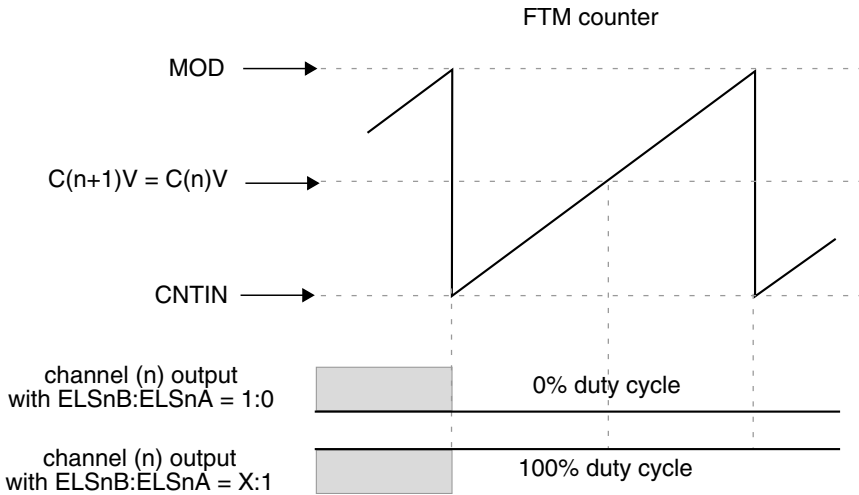 FTM counter
MOD
C(n+1)V = C(n)V
CNTIN
channel (n) output
with ELSnB:ELSnA = 1:0
0% duty cycle
channel (n) output
with ELSnB:ELSnA = X:1
100% duty cycle